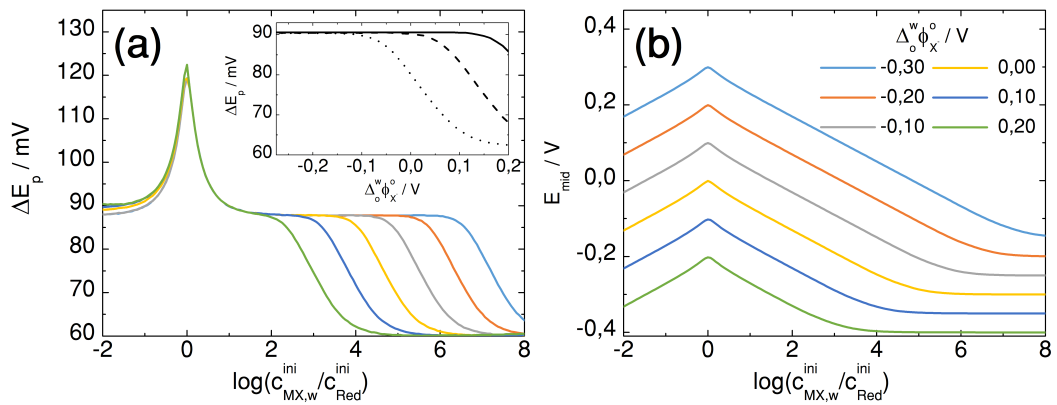 (a)
130
120
110
100
90
80
70
60
ΔE_p / mV
-2 0 2 4 6 8
log(c^ini_MX,w/c^ini_Red)
90
80
70
60
ΔE_p / mV
-0,2 -0,1 0,0 0,1 0,2
Δ^w_o ϕ^o_X / V
(b)
0,4
0,2
0,0
-0,2
-0,4
E_mid / V
-2 0 2 4 6 8
log(c^ini_MX,w/c^ini_Red)
Δ^w_o ϕ^o_X / V
-0,30 0,00
-0,20 0,10
-0,10 0,20